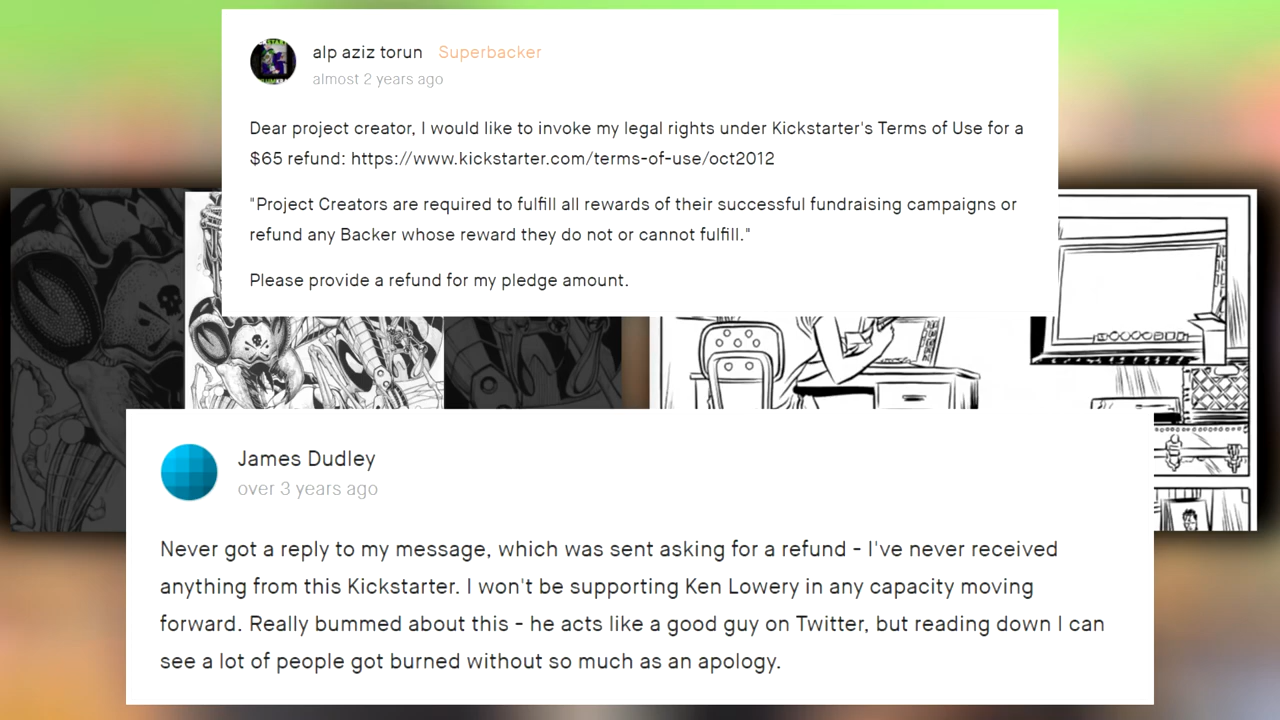 alp aziz torun Superbacker
almost 2 years ago
Dear project creator, I would like to invoke my legal rights under Kickstarter's Terms of Use for a
$65 refund: https://www.kickstarter.com/terms-of-use/oct2012
"Project Creators are required to fulfill all rewards of their successful fundraising campaigns or
refund any Backer whose reward they do not or cannot fulfill."
Please provide a refund for my pledge amount.
James Dudley
over 3 years ago
Never got a reply to my message, which was sent asking for a refund - I've never received
anything from this Kickstarter. I won't be supporting Ken Lowery in any capacity moving
forward. Really bummed about this - he acts like a good guy on Twitter, but reading down I can
see a lot of people got burned without so much as an apology.